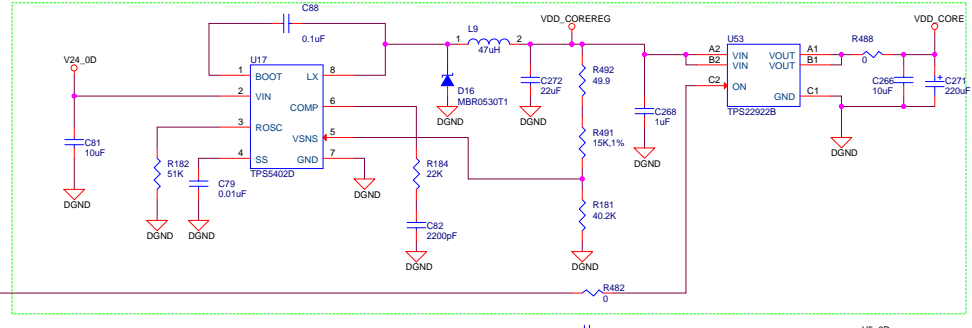 C88
0.1uF
VDD_COREREG
VDD_CORE
L9
1
2
47uH
U53
R488
0
V24_0D
U17
1
BOOT
LX
8
2
VIN
COMP
6
3
ROSC
VSNS
5
4
SS
GND
7
TPS5402D
D16
MBR0530T1
DGND
C272
22uF
DGND
R492
49.9
C268
1uF
DGND
A2
VIN
VOUT
A1
B2
VIN
VOUT
B1
C2
ON
GND
C1
TPS22922B
C266
10uF
C271
220uF
+
DGND
C81
10uF
DGND
R182
51K
DGND
C79
0.01uF
DGND
DGND
R184
22K
C82
2200pF
DGND
R491
15K,1%
R181
40.2K
DGND
R482
0